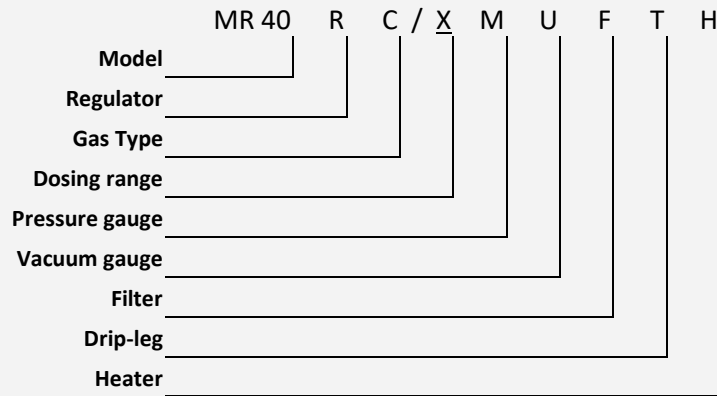 MR 40 R C / X M U F T H
Model
Regulator
Gas Type
Dosing range
Pressure gauge
Vacuum gauge
Filter
Drip-leg
Heater